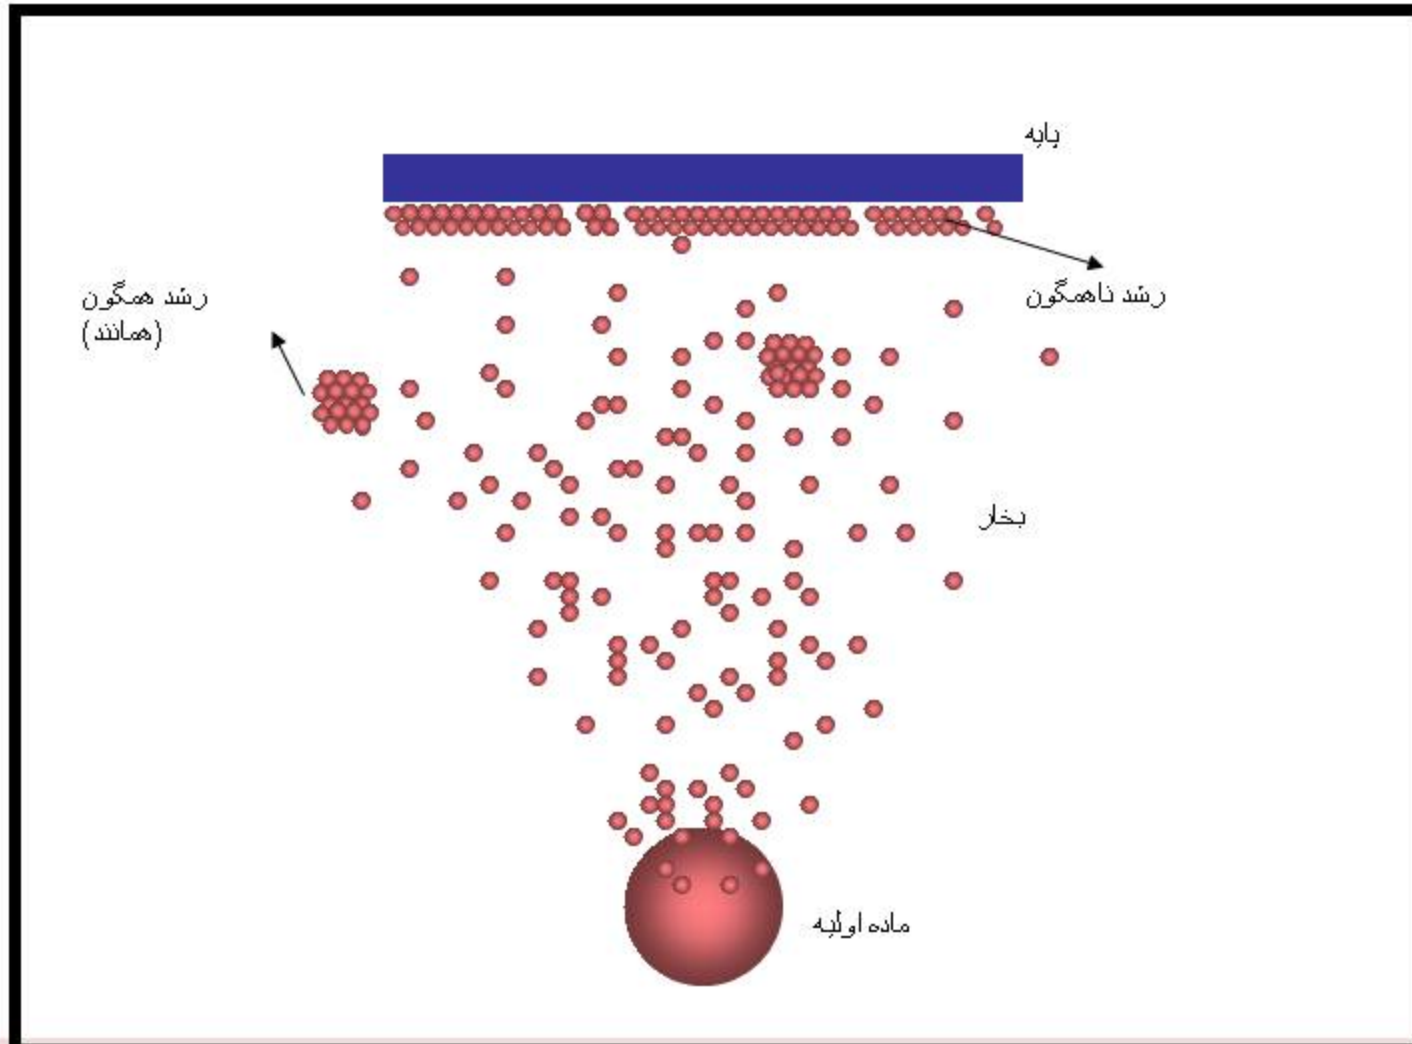 پایه
رشد ناهمگون
رشد همگون
(همانند)
بخار
ماده اولیه